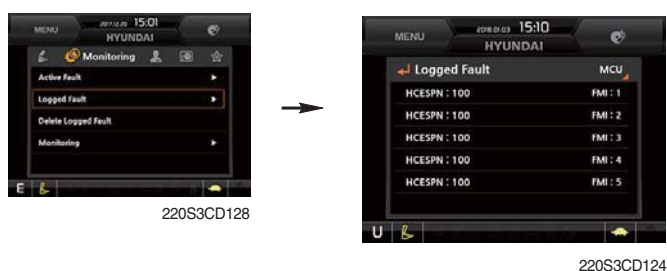 MENU
15:01
HYUNDAI
Monitoring
Active Fault
Logged Fault
Delete Logged Fault
Monitoring
E
220S3CD128
MENU
2018.01.03 15:10
HYUNDAI
Logged Fault MCU
HCESPN : 100 FMI : 1
HCESPN : 100 FMI : 2
HCESPN : 100 FMI : 3
HCESPN : 100 FMI : 4
HCESPN : 100 FMI : 5
U
220S3CD124